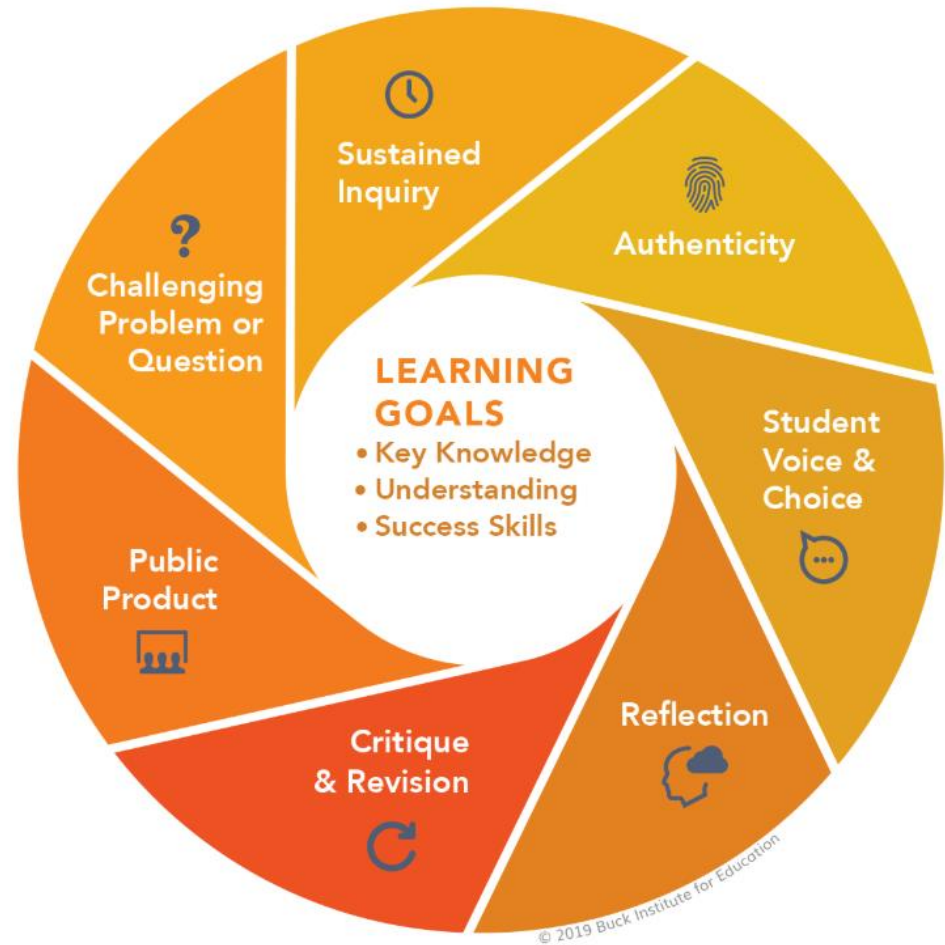 Sustained
Inquiry
Authenticity
?
Challenging
Problem or
Question
LEARNING
GOALS
• Key Knowledge
• Understanding
• Success Skills
Student
Voice &
Choice
Public
Product
Reflection
Critique
& Revision
© 2019 Buck Institute for Education